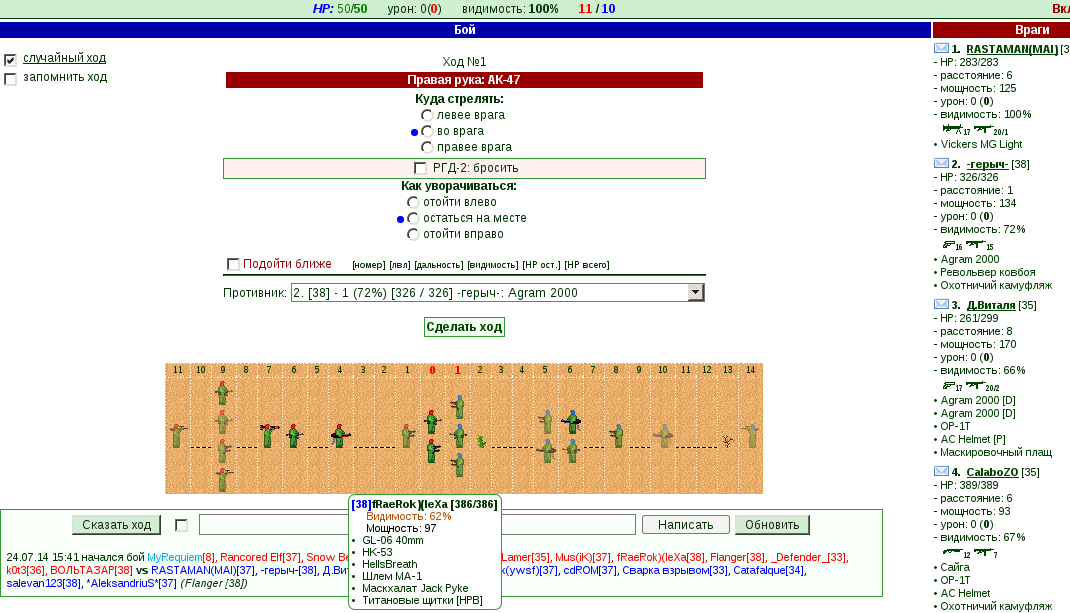 HP: 50/50 урон: 0(0) видимость: 100% 11 / 10
Бой
случайный ход
запомнить ход
Ход №1
Правая рука: АК-47
Куда стрелять:
левее врага
во врага
правее врага
РГД-2: бросить
Как уворачиваться:
отойти влево
остаться на месте
отойти вправо
Подойти ближе [номер] [лвл] [дальность] [видимость] [HP ост.] [HP всего]
Противник: 2. [38] - 1 (72%) [326 / 326] -герыч-: Agram 2000
Сделать ход
11 10 9 8 7 6 5 4 3 2 1 0 1 2 3 4 5 6 7 8 9 10 11 12 13 14
[38]fRaeRok)(leXa [386/386]
Видимость: 62%
Мощность: 97
• GL-06 40mm
• HK-53
• HellsBreath
• Шлем МА-1
• Маскхалат Jack Pyke
• Титановые щитки [НРВ]
Сказать ход
Написать
Обновить
24.07.14 15:41 начался бой MyRequiem[8], Rancored Elf[37], Snow Be
Lamer[35], Mus(iK)[37], fRaeRok)(leXa[38], Flanger[38], _Defender_[33],
k0t3[36], ВОЛЬТАЗАР[38] vs RASTAMAN(MAI)[37], -герыч-[38], Д.Ви
k(ywsf)[37], cdROM[37], Сварка взрывом[33], Catafalque[34],
salevan123[38], *AleksandriuS*[37] (Flanger [38])
Враги
1. RASTAMAN(MAI) [3
- HP: 283/283
- расстояние: 6
- мощность: 125
- урон: 0 (0)
- видимость: 100%
17 20/1
• Vickers MG Light
2. -герыч- [38]
- HP: 326/326
- расстояние: 1
- мощность: 134
- урон: 0 (0)
- видимость: 72%
16 15
• Agram 2000
• Револьвер ковбоя
• Охотничий камуфляж
3. Д.Виталя [35]
- HP: 261/299
- расстояние: 8
- мощность: 170
- урон: 0 (0)
- видимость: 66%
17 20/2
• Agram 2000 [D]
• Agram 2000 [D]
• ОР-1Т
• AC Helmet [P]
• Маскировочный плащ
4. CalaboZO [35]
- HP: 389/389
- расстояние: 6
- мощность: 93
- урон: 0 (0)
- видимость: 67%
12 7
• Сайга
• ОР-1Т
• AC Helmet
• Охотничий камуфляж